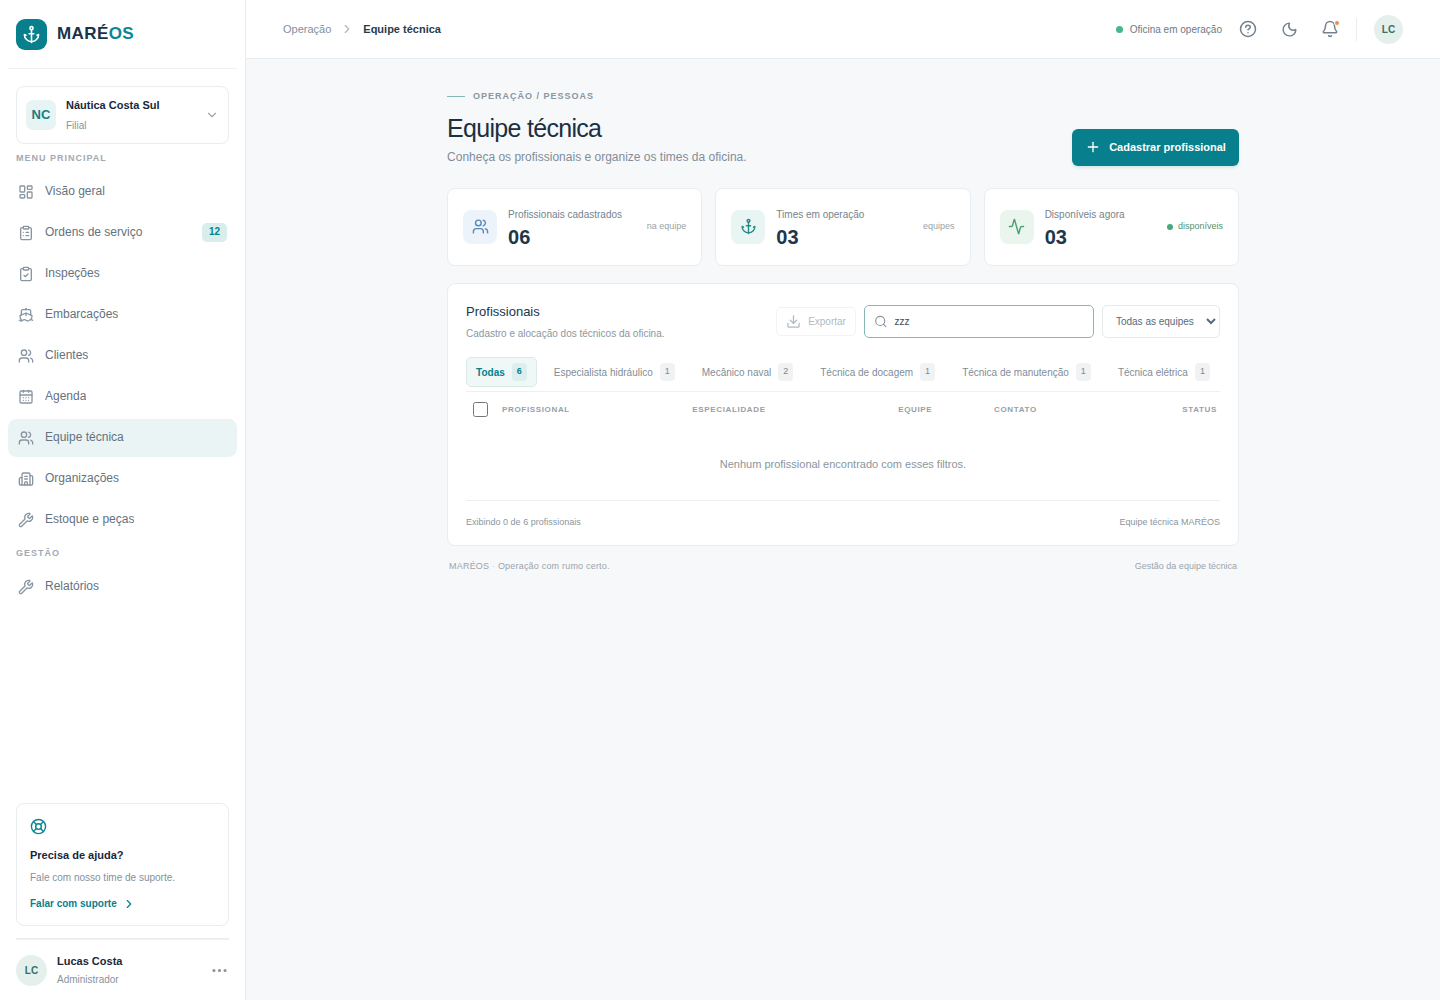 MARÉOS
NC
Náutica Costa Sul
Filial
MENU PRINCIPAL
Visão geral
Ordens de serviço 12
Inspeções
Embarcações
Clientes
Agenda
Equipe técnica
Organizações
Estoque e peças
GESTÃO
Relatórios
Precisa de ajuda?
Fale com nosso time de suporte.
Falar com suporte
LC
Lucas Costa
Administrador
Operação Equipe técnica
Oficina em operação
LC
OPERAÇÃO / PESSOAS
Equipe técnica
Conheça os profissionais e organize os times da oficina.
Cadastrar profissional
Profissionais cadastrados
06
na equipe
Times em operação
03
equipes
Disponíveis agora
03
disponíveis
Profissionais
Cadastro e alocação dos técnicos da oficina.
Exportar
zzz
Todas as equipes
Todas 6 Especialista hidráulico 1 Mecânico naval 2 Técnica de docagem 1 Técnica de manutenção 1 Técnica elétrica 1
PROFISSIONAL ESPECIALIDADE EQUIPE CONTATO STATUS
Nenhum profissional encontrado com esses filtros.
Exibindo 0 de 6 profissionais
Equipe técnica MARÉOS
MARÉOS · Operação com rumo certo.
Gestão da equipe técnica